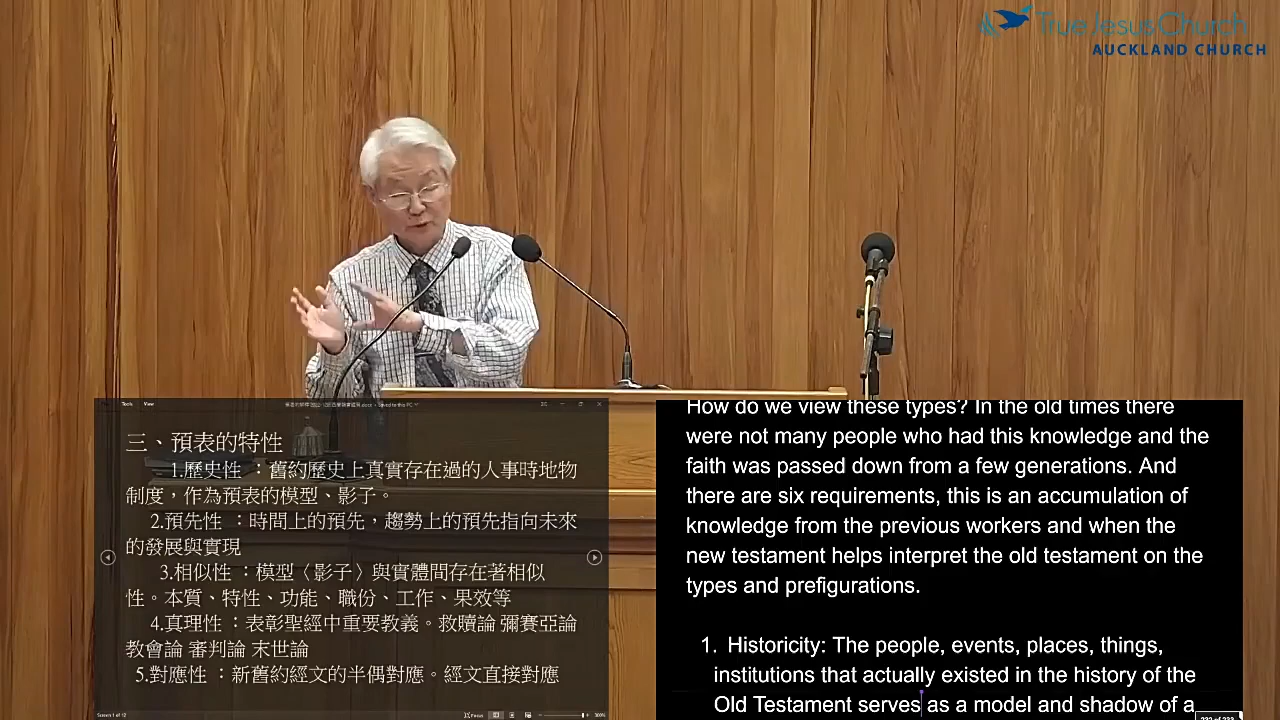 True Jesus Church
AUCKLAND CHURCH
Tools View
三、預表的特性
1.歷史性 ：舊約歷史上真實存在過的人事時地物
制度，作為預表的模型、影子。
2.預先性 ：時間上的預先，趨勢上的預先指向未來
的發展與實現
3.相似性 ：模型〈影子〉與實體間存在著相似
性。本質、特性、功能、職份、工作、果效等
4.真理性 ：表彰聖經中重要教義。救贖論 彌賽亞論
教會論 審判論 末世論
5.對應性 ：新舊約經文的半偶對應。經文直接對應
Screen 1 of 12
Focus
300%
How do we view these types? In the old times there
were not many people who had this knowledge and the
faith was passed down from a few generations. And
there are six requirements, this is an accumulation of
knowledge from the previous workers and when the
new testament helps interpret the old testament on the
types and prefigurations.
1. Historicity: The people, events, places, things,
institutions that actually existed in the history of the
Old Testament serves as a model and shadow of a
232 of 233